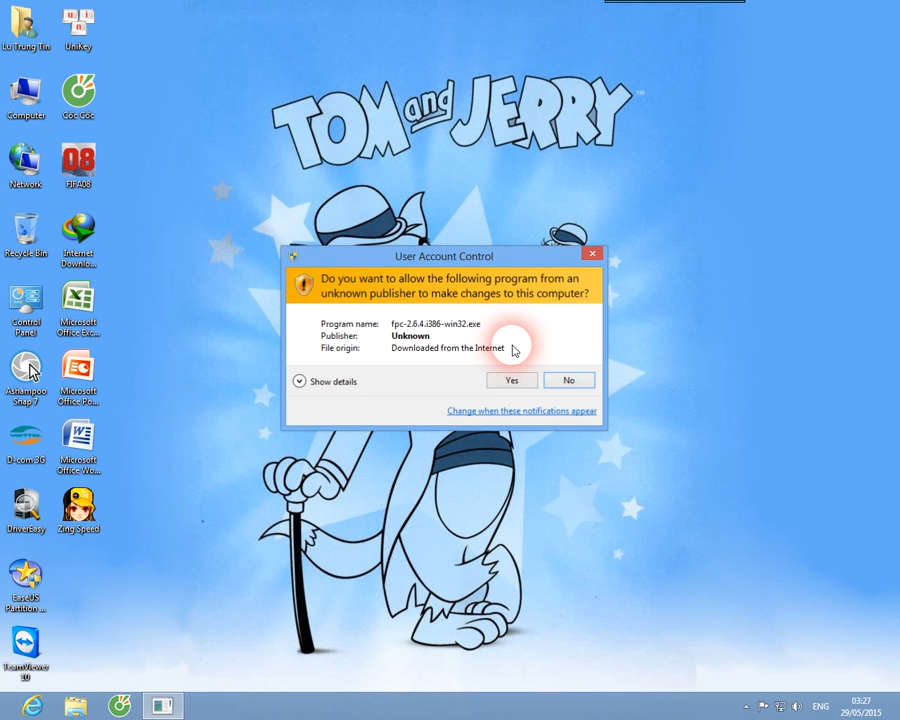 Lu Trung Tin
UniKey
Computer
Cốc Cốc
Network
FIFA08
Recycle Bin
Internet
Downlo...
Control
Panel
Microsoft
Office Exc...
Ashampoo
Snap 7
Microsoft
Office Po...
D-com 3G
Microsoft
Office Wo...
DriverEasy
Zing Speed
EaseUS
Partition ...
TeamViewer
10
TOM and JERRY™
User Account Control
Do you want to allow the following program from an
unknown publisher to make changes to this computer?
Program name: fpc-2.6.4.i386-win32.exe
Publisher: Unknown
File origin: Downloaded from the Internet
Show details
Yes
No
Change when these notifications appear
ENG
03:27
29/05/2015